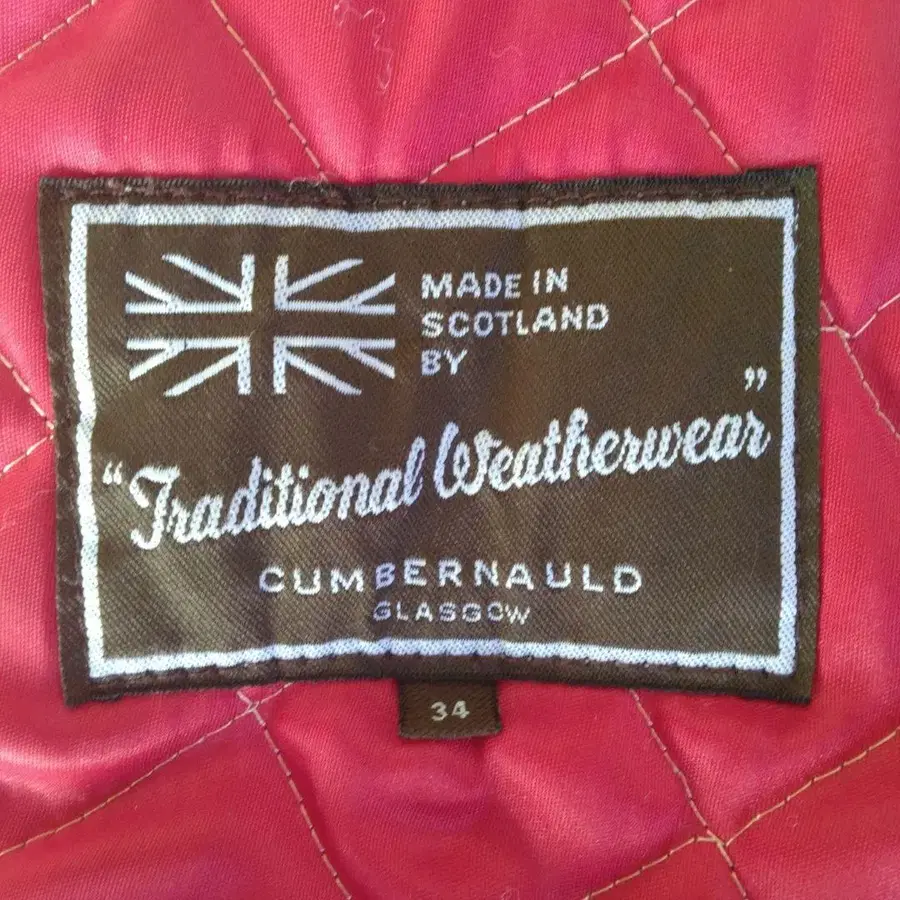 MADE IN
SCOTLAND
BY
“Traditional Weatherwear”
CUMBERNAULD
GLASGOW
34